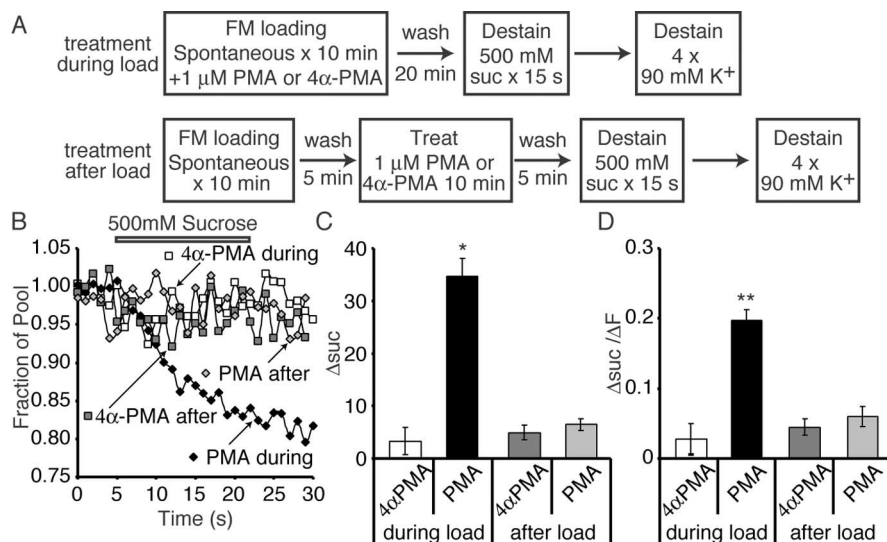 A
treatment
during load
FM loading
Spontaneous x 10 min
+1 μM PMA or 4α-PMA
wash
20 min
Destain
500 mM
suc x 15 s
Destain
4 x
90 mM K+
treatment
after load
FM loading
Spontaneous
x 10 min
wash
5 min
Treat
1 μM PMA or
4α-PMA 10 min
wash
5 min
Destain
500 mM
suc x 15 s
Destain
4 x
90 mM K+
B
500mM Sucrose
1.05
1.00
0.95
0.90
0.85
0.80
0.75
Fraction of Pool
4α-PMA during
PMA after
4α-PMA after
PMA during
0 5 10 15 20 25 30
Time (s)
C
Δsuc
40
30
20
10
0
*
4αPMA
PMA
4αPMA
PMA
during load
after load
D
Δsuc /ΔF
0.3
0.2
0.1
0
**
4αPMA
PMA
4αPMA
PMA
during load
after load